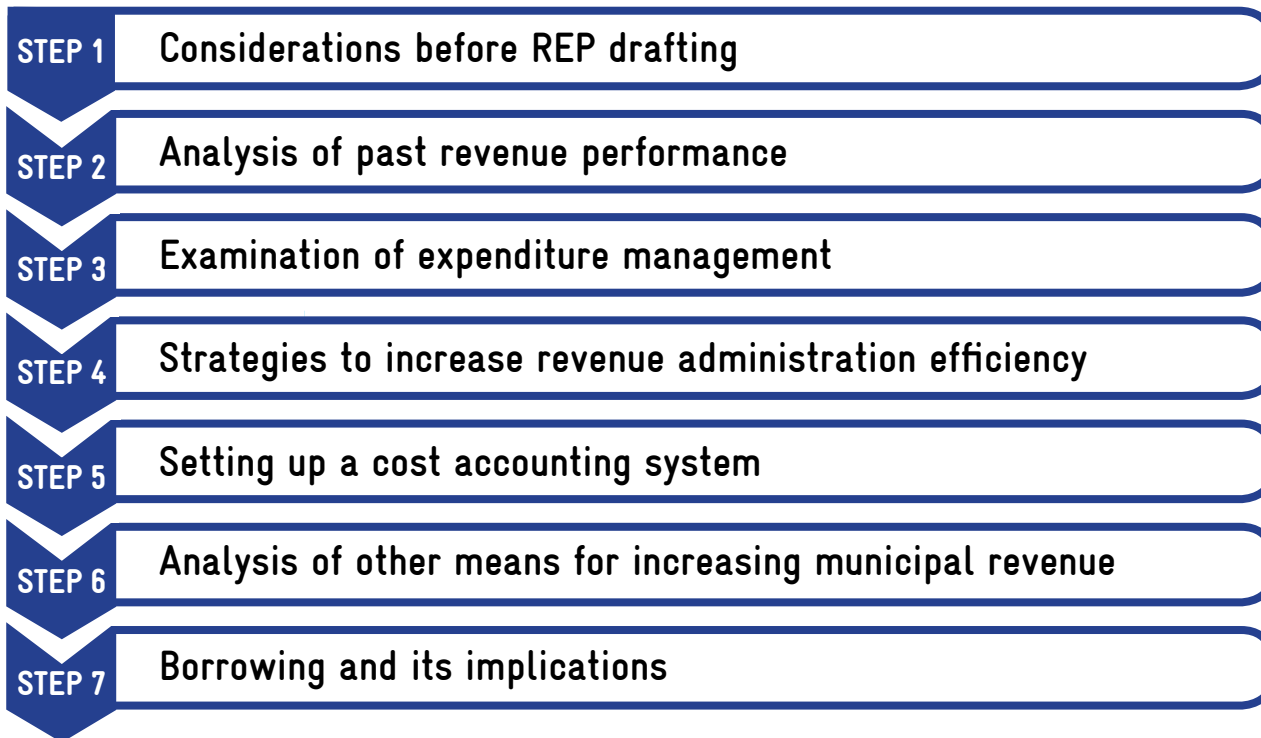 STEP 1 Considerations before REP drafting
STEP 2 Analysis of past revenue performance
STEP 3 Examination of expenditure management
STEP 4 Strategies to increase revenue administration efficiency
STEP 5 Setting up a cost accounting system
STEP 6 Analysis of other means for increasing municipal revenue
STEP 7 Borrowing and its implications